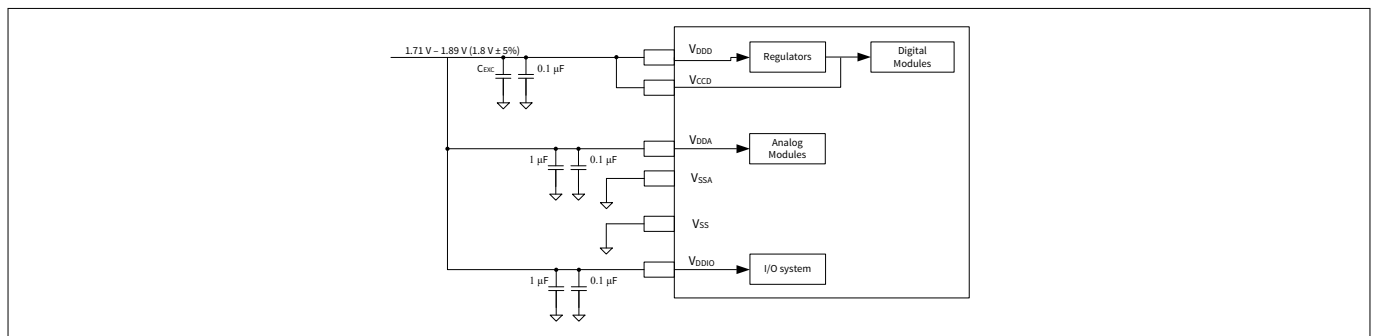 1.71 V – 1.89 V (1.8 V ± 5%)
CEXC
0.1 µF
VDDD
Regulators
Digital
Modules
VCCD
1 µF
0.1 µF
VDDA
Analog
Modules
VSSA
VSS
1 µF
0.1 µF
VDDIO
I/O system